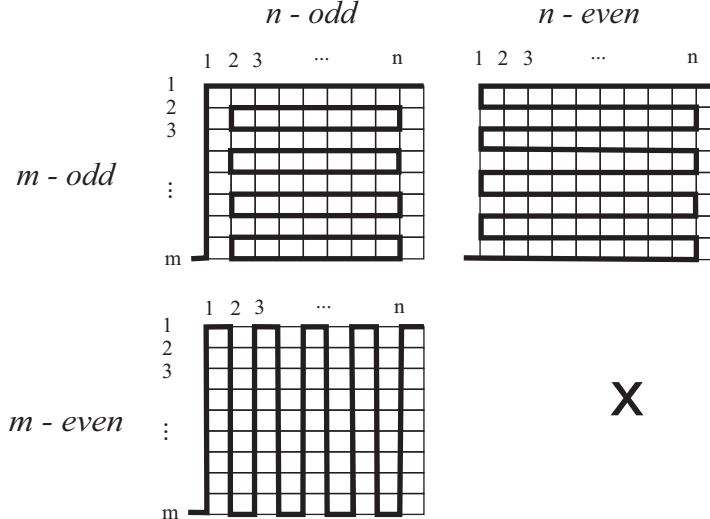 n - odd
n - even
1 2 3 ... n
1 2 3 ... n
1
2
3
m - odd
⋮
m
1 2 3 ... n
1
2
3
m - even
⋮
m
X